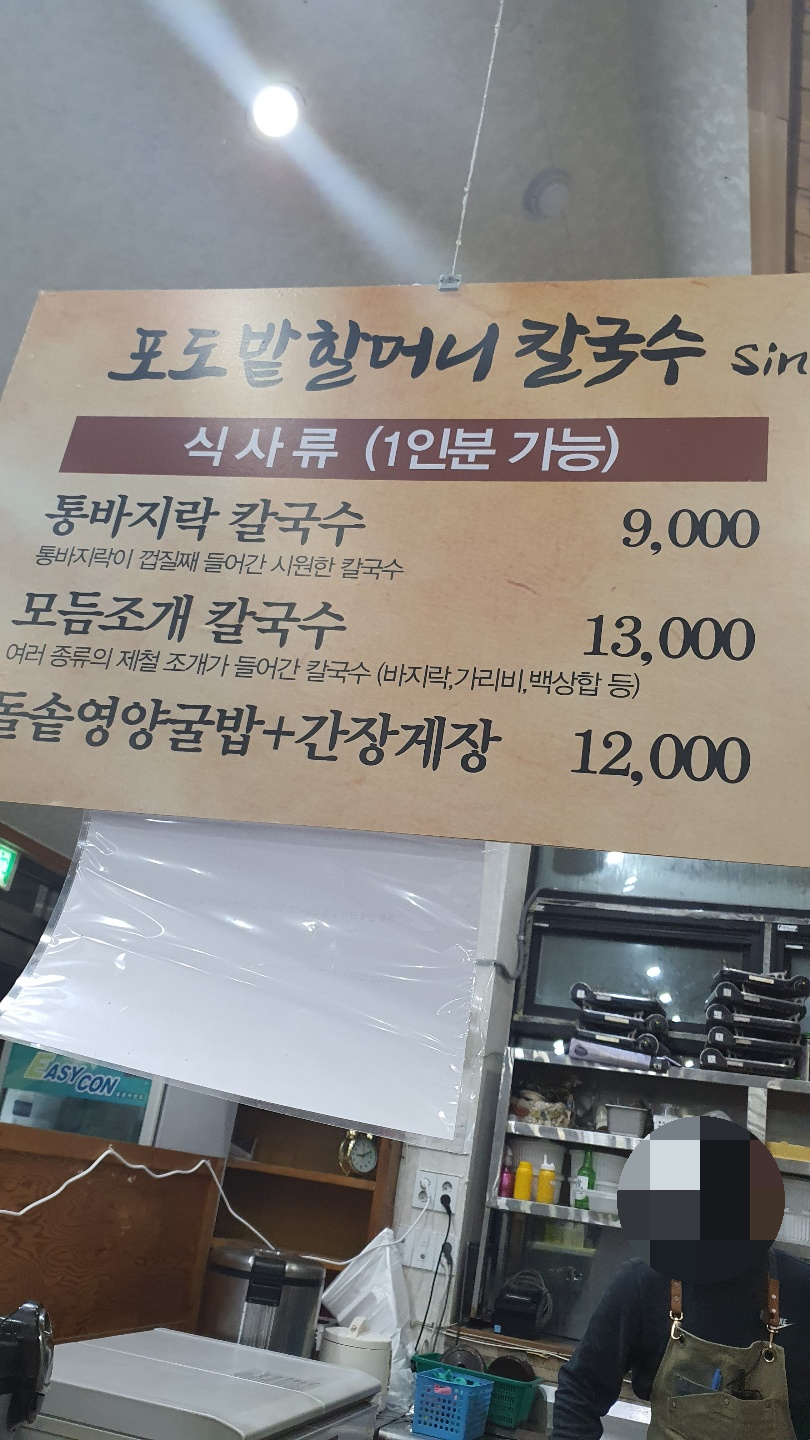 포도밭할머니 칼국수 sin
식사류 (1인분 가능)
통바지락 칼국수 9,000
통바지락이 껍질째 들어간 시원한 칼국수
모듬조개 칼국수 13,000
여러 종류의 제철 조개가 들어간 칼국수 (바지락,가리비,백상합 등)
돌솥영양굴밥+간장게장 12,000
EASYCON